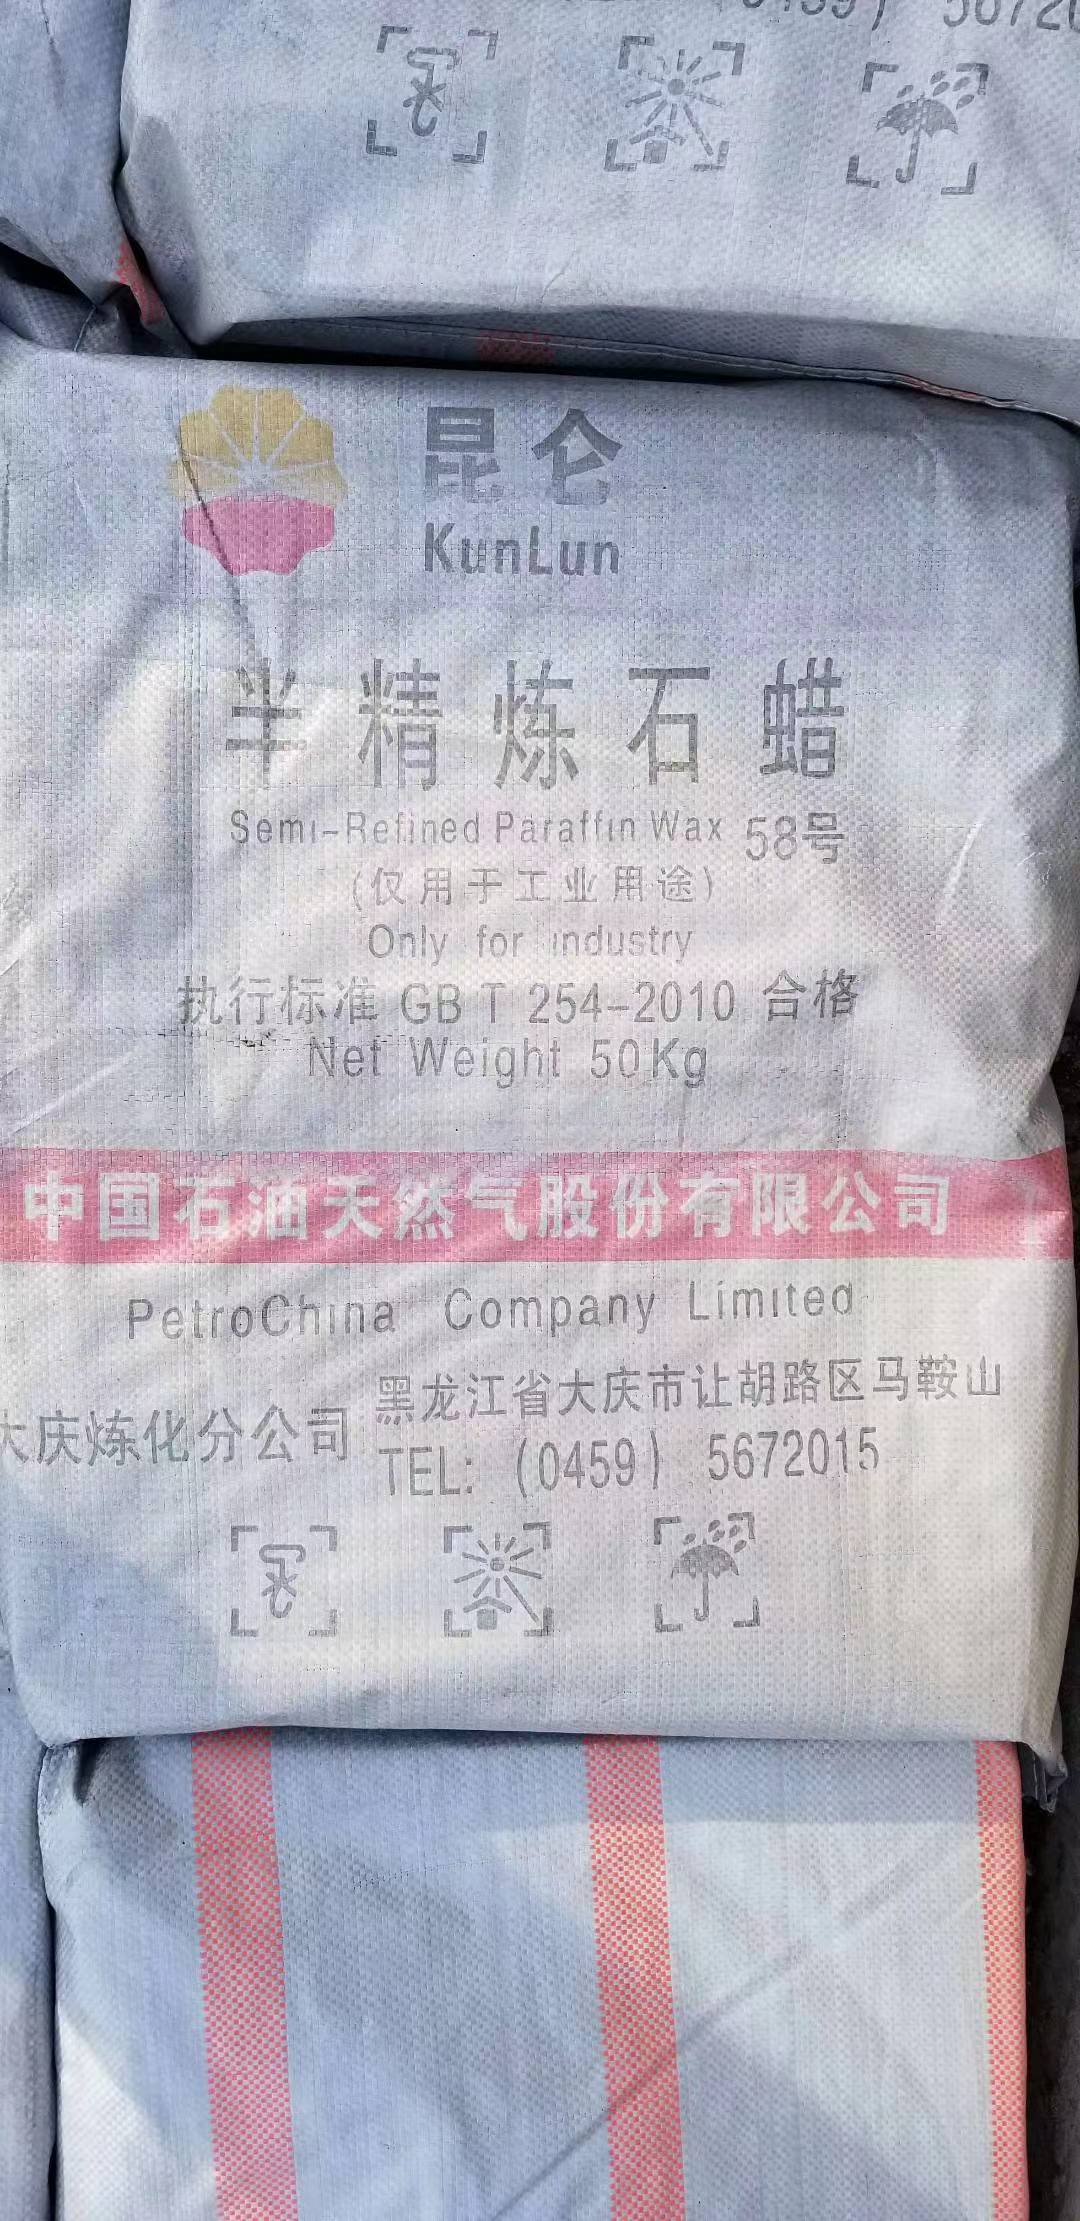 昆仑
KunLun
半精炼石蜡
Semi-Refined Paraffin Wax 58号
(仅用于工业用途)
Only for industry
执行标准 GB T 254-2010 合格
Net Weight 50Kg
中国石油天然气股份有限公司
PetroChina Company Limited
大庆炼化分公司
黑龙江省大庆市让胡路区马鞍山
TEL: (0459) 5672015